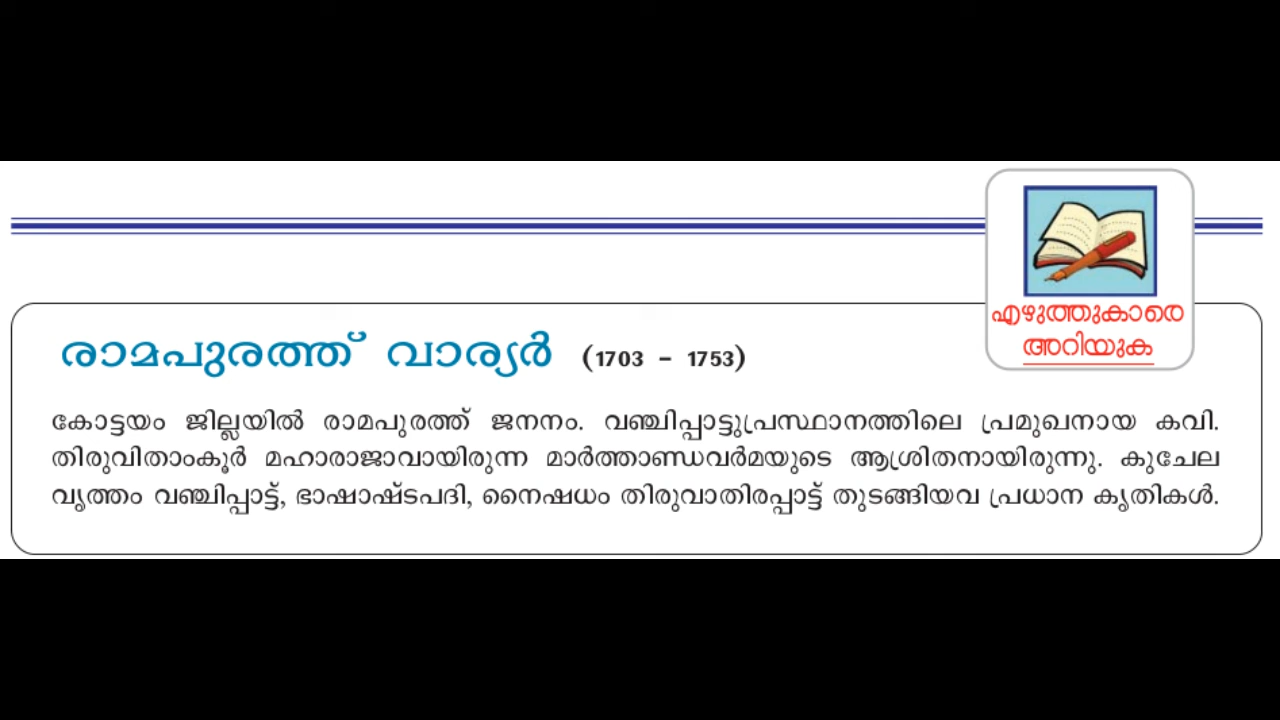 എഴുത്തുകാരെ
അറിയുക
രാമപുരത്ത് വാര്യർ (1703 – 1753)
കോട്ടയം ജില്ലയിൽ രാമപുരത്ത് ജനനം. വഞ്ചിപ്പാട്ടുപ്രസ്ഥാനത്തിലെ പ്രമുഖനായ കവി.
തിരുവിതാംകൂർ മഹാരാജാവായിരുന്ന മാർത്താണ്ഡവർമയുടെ ആശ്രിതനായിരുന്നു. കുചേല
വൃത്തം വഞ്ചിപ്പാട്ട്, ഭാഷാഷ്ടപദി, നൈഷധം തിരുവാതിരപ്പാട്ട് തുടങ്ങിയവ പ്രധാന കൃതികൾ.